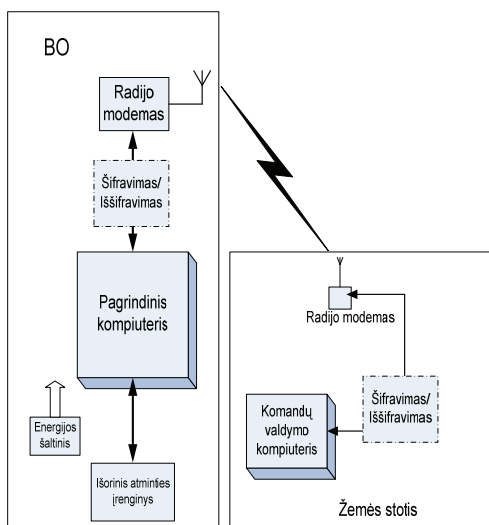 BO
Radijo
modemas
Šifravimas/
Iššifravimas
Pagrindinis
kompiuteris
Energijos
šaltinis
Išorinis atminties
įrenginys
Radijo modemas
Šifravimas/
Iššifravimas
Komandų
valdymo
kompiuteris
Žemės stotis